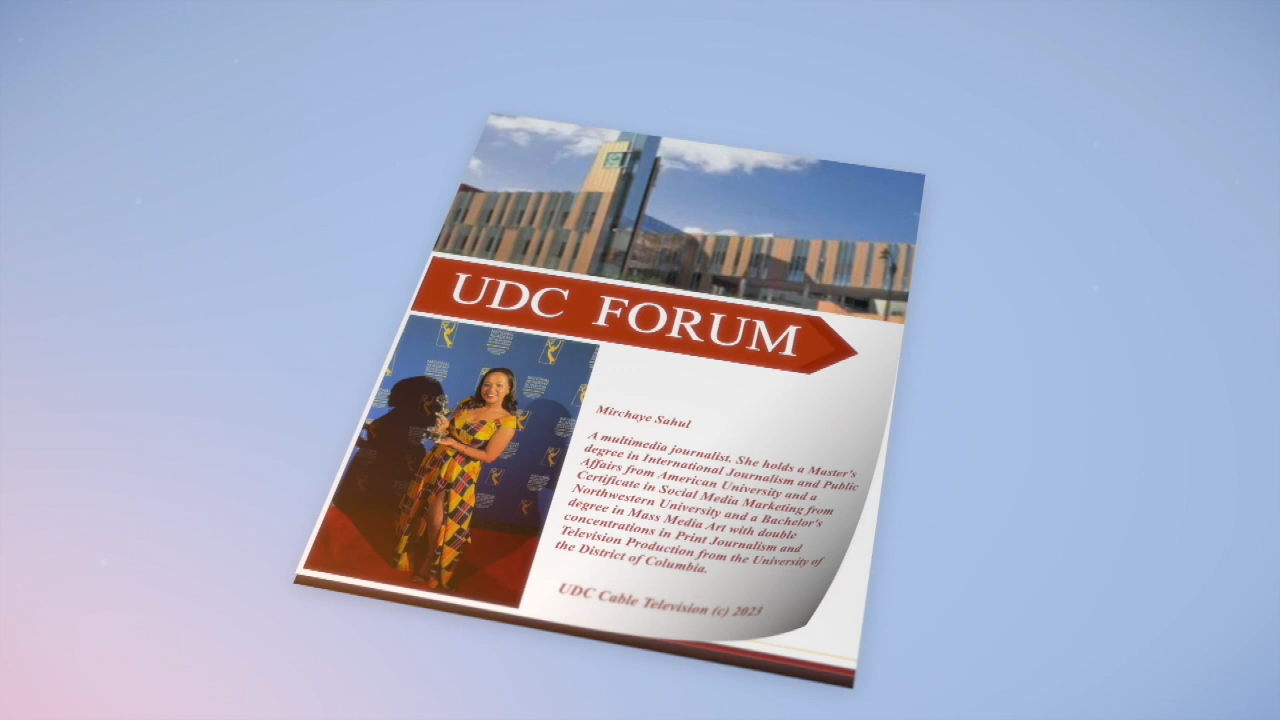 UDC FORUM
Mirchaye Sahul
A multimedia journalist. She holds a Master's
degree in International Journalism and Public
Affairs from American University and a
Certificate in Social Media Marketing from
Northwestern University and a Bachelor's
degree in Mass Media Art with double
concentrations in Print Journalism and
Television Production from the University of
the District of Columbia.
UDC Cable Television (c) 2023